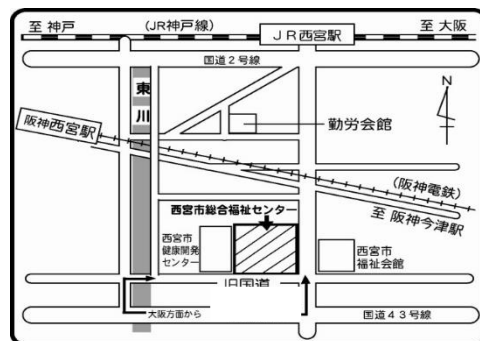 至 神戸
(JR神戸線)
JR西宮駅
至 大阪
国道2号線
東川
N
阪神西宮駅
勤労会館
(阪神電鉄)
至 阪神今津駅
西宮市総合福祉センター
西宮市
健康開発
センター
西宮市
福祉会館
旧国道
大阪方面から
国道43号線